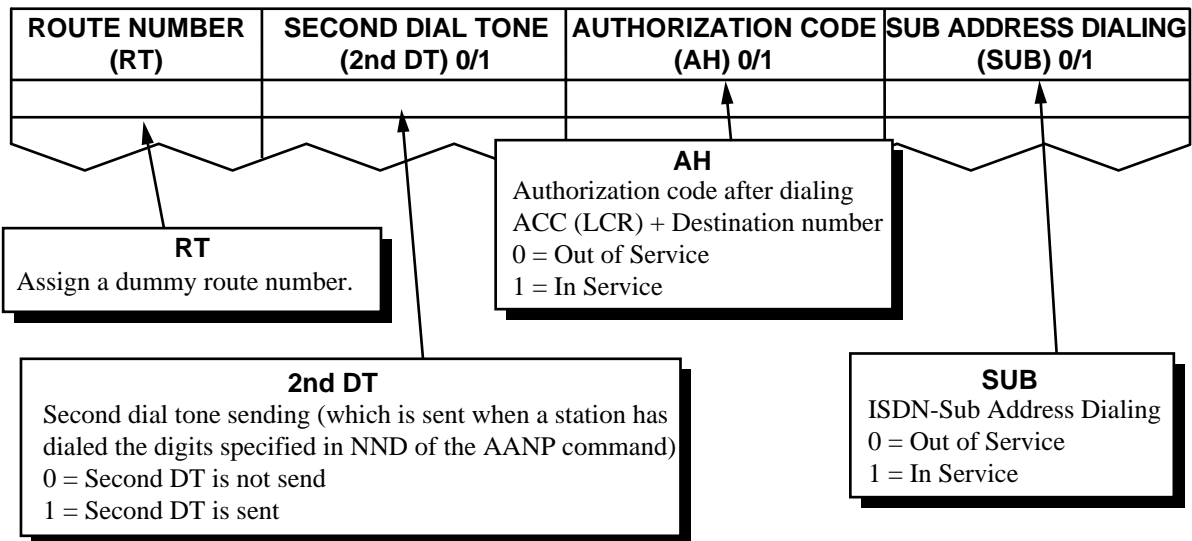 ROUTE NUMBER
(RT)
SECOND DIAL TONE
(2nd DT) 0/1
AUTHORIZATION CODE
(AH) 0/1
SUB ADDRESS DIALING
(SUB) 0/1
AH
Authorization code after dialing
ACC (LCR) + Destination number
0 = Out of Service
1 = In Service
RT
Assign a dummy route number.
2nd DT
Second dial tone sending (which is sent when a station has
dialed the digits specified in NND of the AANP command)
0 = Second DT is not send
1 = Second DT is sent
SUB
ISDN-Sub Address Dialing
0 = Out of Service
1 = In Service